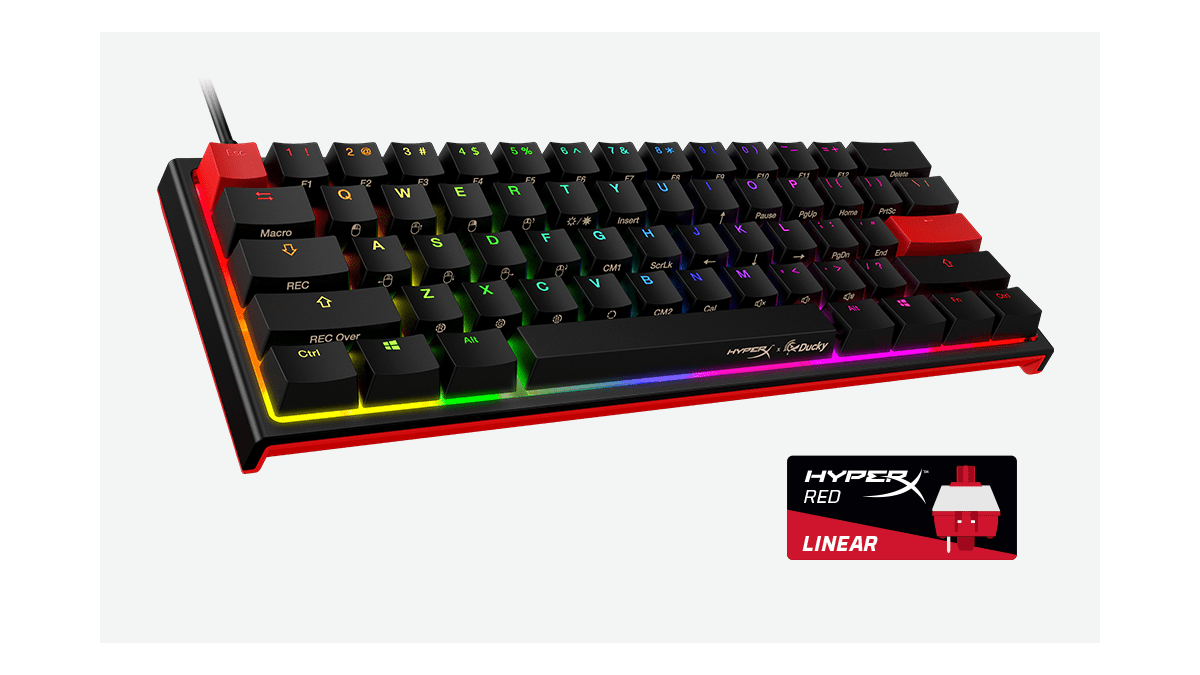 Esc 1 ! 2 @ 3 # 4 $ 5 % 6 ^ 7 & 8 * 9 ( 0 ) - _ = + ←
F1 F2 F3 F4 F5 F6 F7 F8 F9 F10 F11 F12 Delete
Q W E R T Y U I O P [ { ] } \ |
Macro Insert Pause PgUp Home PrtSc
A S D F G H J K L ; : ' "
REC CM1 ScrLk PgDn End
Z X C V B N M , < . > / ?
REC Over CM2 Cal
Ctrl Alt HYPERX x Ducky Alt Fn Ctrl
HYPERX™
RED
LINEAR